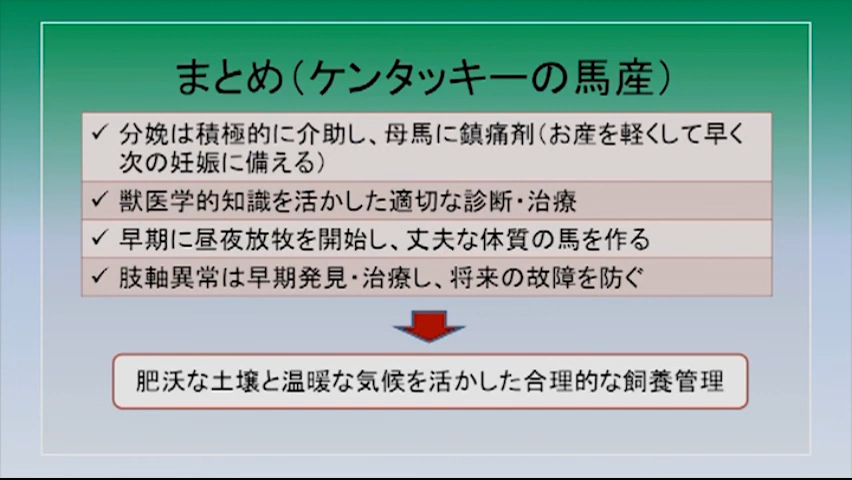 まとめ(ケンタッキーの馬産)
✓ 分娩は積極的に介助し、母馬に鎮痛剤(お産を軽くして早く
次の妊娠に備える)
✓ 獣医学的知識を活かした適切な診断・治療
✓ 早期に昼夜放牧を開始し、丈夫な体質の馬を作る
✓ 肢軸異常は早期発見・治療し、将来の故障を防ぐ
肥沃な土壌と温暖な気候を活かした合理的な飼養管理